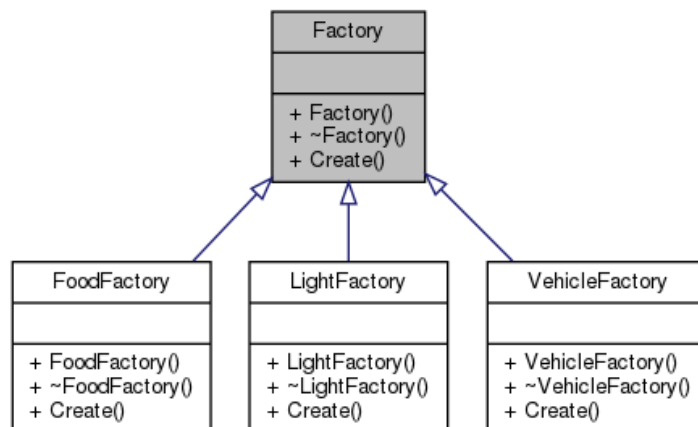 Factory
+ Factory()
+ ~Factory()
+ Create()
FoodFactory
+ FoodFactory()
+ ~FoodFactory()
+ Create()
LightFactory
+ LightFactory()
+ ~LightFactory()
+ Create()
VehicleFactory
+ VehicleFactory()
+ ~VehicleFactory()
+ Create()